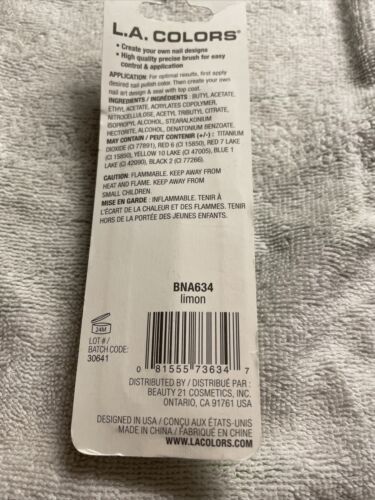 L.A. COLORS®
• Create your own nail designs
• High quality precise brush for easy
control & application
APPLICATION: For optimal results, first apply
desired nail polish color. Then create your own
nail art design & seal with top coat.
INGREDIENTS / INGRÉDIENTS : BUTYL ACETATE,
ETHYL ACETATE, ACRYLATES COPOLYMER,
NITROCELLULOSE, ACETYL TRIBUTYL CITRATE,
ISOPROPYL ALCOHOL, STEARALKONIUM
HECTORITE, ALCOHOL, DENATONIUM BENZOATE.
MAY CONTAIN / PEUT CONTENIR (+/-) : TITANIUM
DIOXIDE (CI 77891), RED 6 (CI 15850), RED 7 LAKE
(CI 15850), YELLOW 10 LAKE (CI 47005), BLUE 1
LAKE (CI 42090), BLACK 2 (CI 77266).
CAUTION: FLAMMABLE. KEEP AWAY FROM
HEAT AND FLAME. KEEP AWAY FROM
SMALL CHILDREN.
MISE EN GARDE : INFLAMMABLE. TENIR À
L'ÉCART DE LA CHALEUR ET DES FLAMMES. TENIR
HORS DE LA PORTÉE DES JEUNES ENFANTS.
BNA634
limon
24M
LOT # /
BATCH CODE:
30641
0 81555 73634 7
DISTRIBUTED BY / DISTRIBUÉ PAR :
BEAUTY 21 COSMETICS, INC.
ONTARIO, CA 91761 USA
DESIGNED IN USA / CONÇU AUX ÉTATS-UNIS
MADE IN CHINA / FABRIQUÉ EN CHINE
WWW.LACOLORS.COM